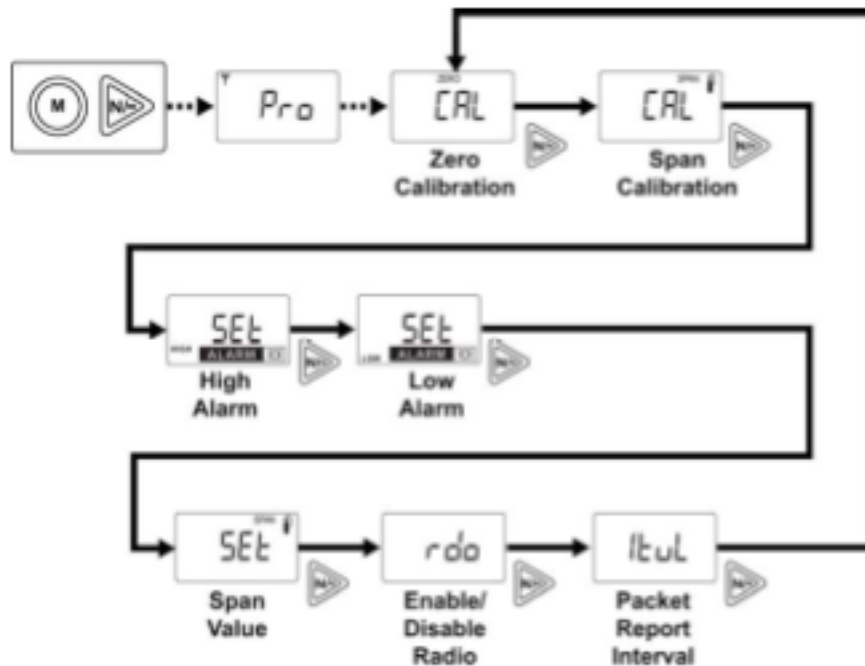 M N/-
Pro
ZERO
CAL
SPAN
CAL
Zero
Calibration
Span
Calibration
SEt
HIGH ALARM
SEt
LOW ALARM
High
Alarm
Low
Alarm
SPAN
SEt
rdo
Span
Value
Enable/
Disable
Radio
Packet
Report
Interval